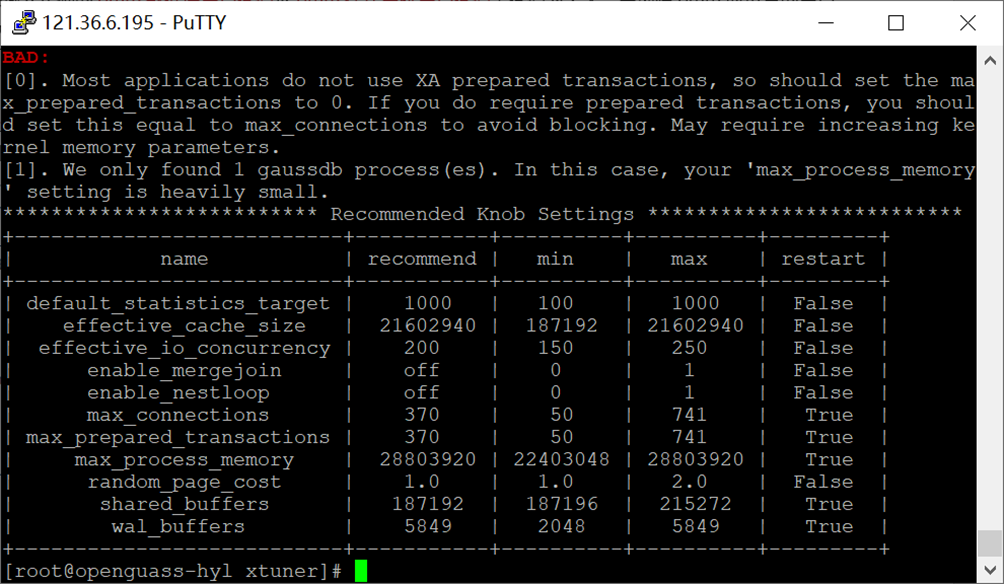 121.36.6.195 - PuTTY
BAD:
[0]. Most applications do not use XA prepared transactions, so should set the ma
x_prepared_transactions to 0. If you do require prepared transactions, you shoul
d set this equal to max_connections to avoid blocking. May require increasing ke
rnel memory parameters.
[1]. We only found 1 gaussdb process(es). In this case, your 'max_process_memory
' setting is heavily small.
************************** Recommended Knob Settings **************************
+---------------------------+-----------+----------+----------+---------+
|            name           | recommend |   min    |   max    | restart |
+---------------------------+-----------+----------+----------+---------+
| default_statistics_target |    1000   |   100    |   1000   |  False  |
|    effective_cache_size   |  21602940 |  187192  | 21602940 |  False  |
|  effective_io_concurrency |    200    |   150    |   250    |  False  |
|      enable_mergejoin     |    off    |    0     |    1     |  False  |
|      enable_nestloop      |    off    |    0     |    1     |  False  |
|      max_connections      |    370    |    50    |   741    |   True  |
| max_prepared_transactions |    370    |    50    |   741    |   True  |
|     max_process_memory    |  28803920 | 22403048 | 28803920 |   True  |
|      random_page_cost     |    1.0    |   1.0    |   2.0    |  False  |
|       shared_buffers      |   187192  |  187196  |  215272  |   True  |
|        wal_buffers        |    5849   |   2048   |   5849   |   True  |
+---------------------------+-----------+----------+----------+---------+
[root@openguass-hyl xtuner]#